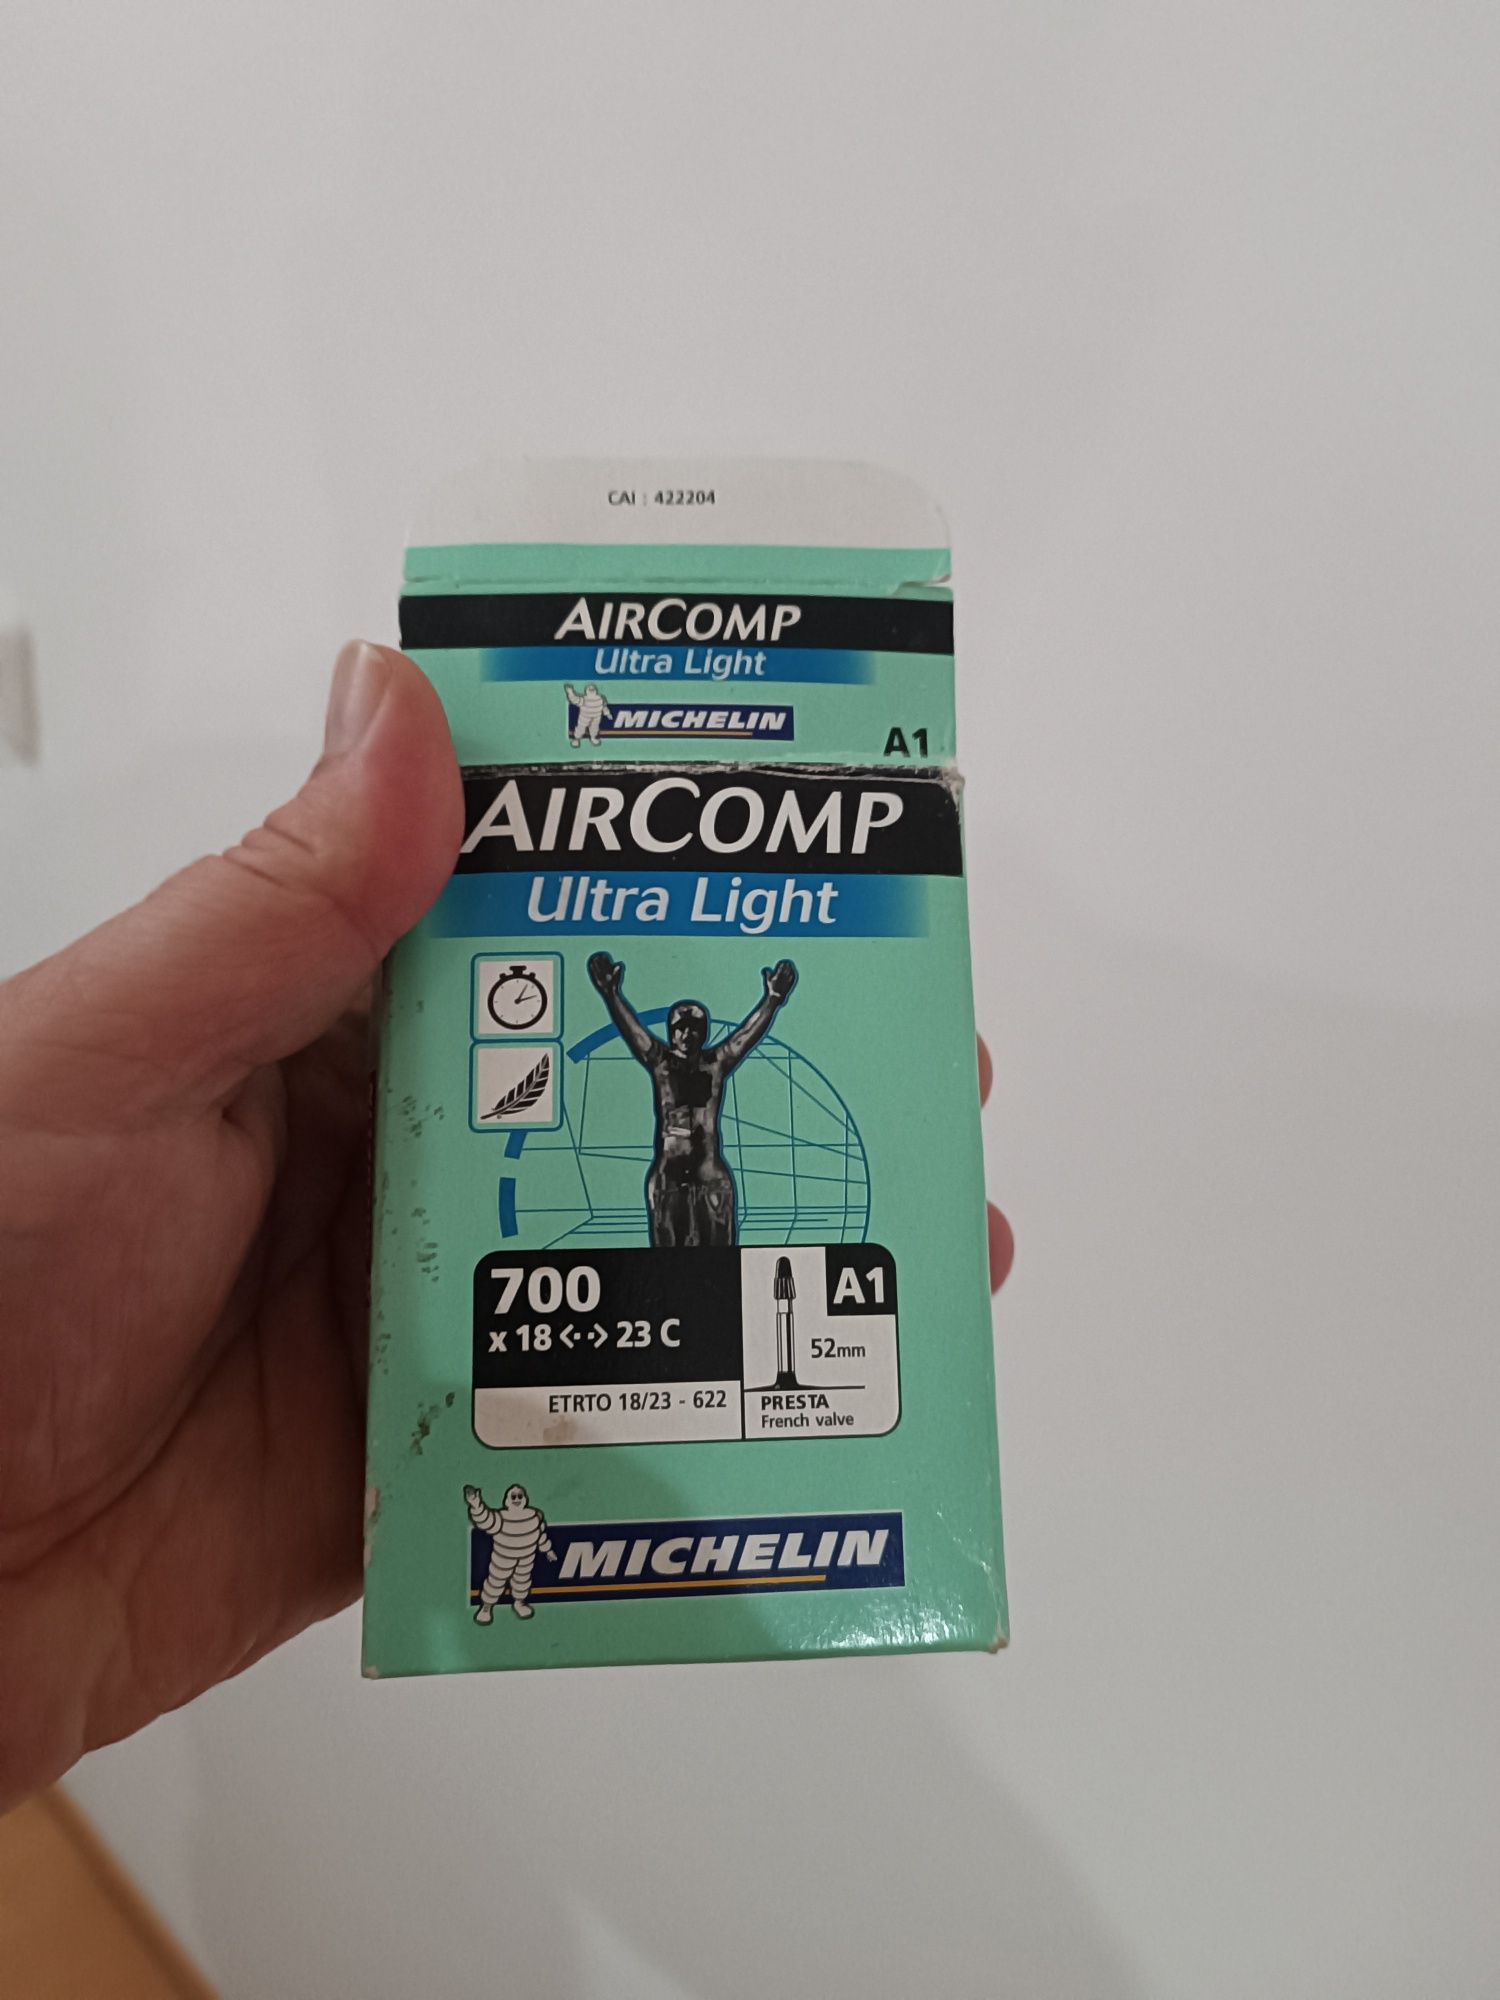 CAI : 422204
AIRCOMP
Ultra Light
MICHELIN
A1
AIRCOMP
Ultra Light
700
x 18 <··> 23 C
ETRTO 18/23 - 622
A1
52mm
PRESTA
French valve
MICHELIN